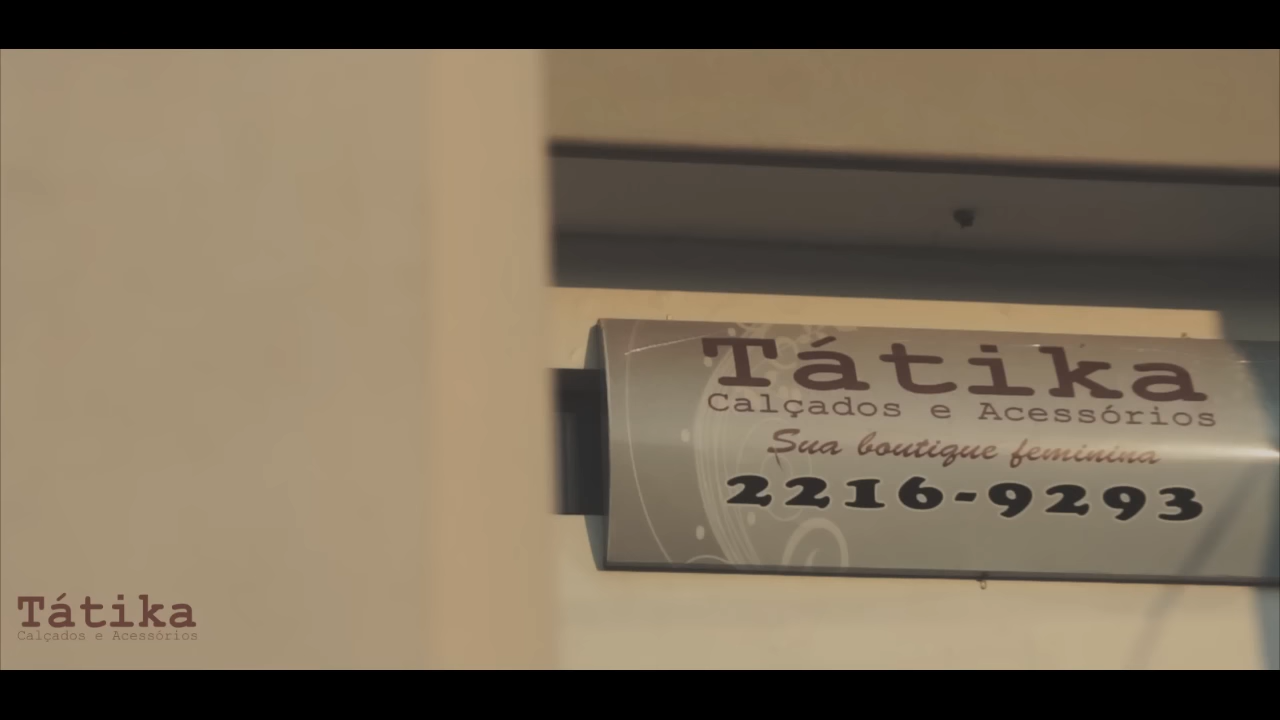 Tátika
Calçados e Acessórios
Sua boutique feminina
2216-9293
Tátika
Calçados e Acessórios